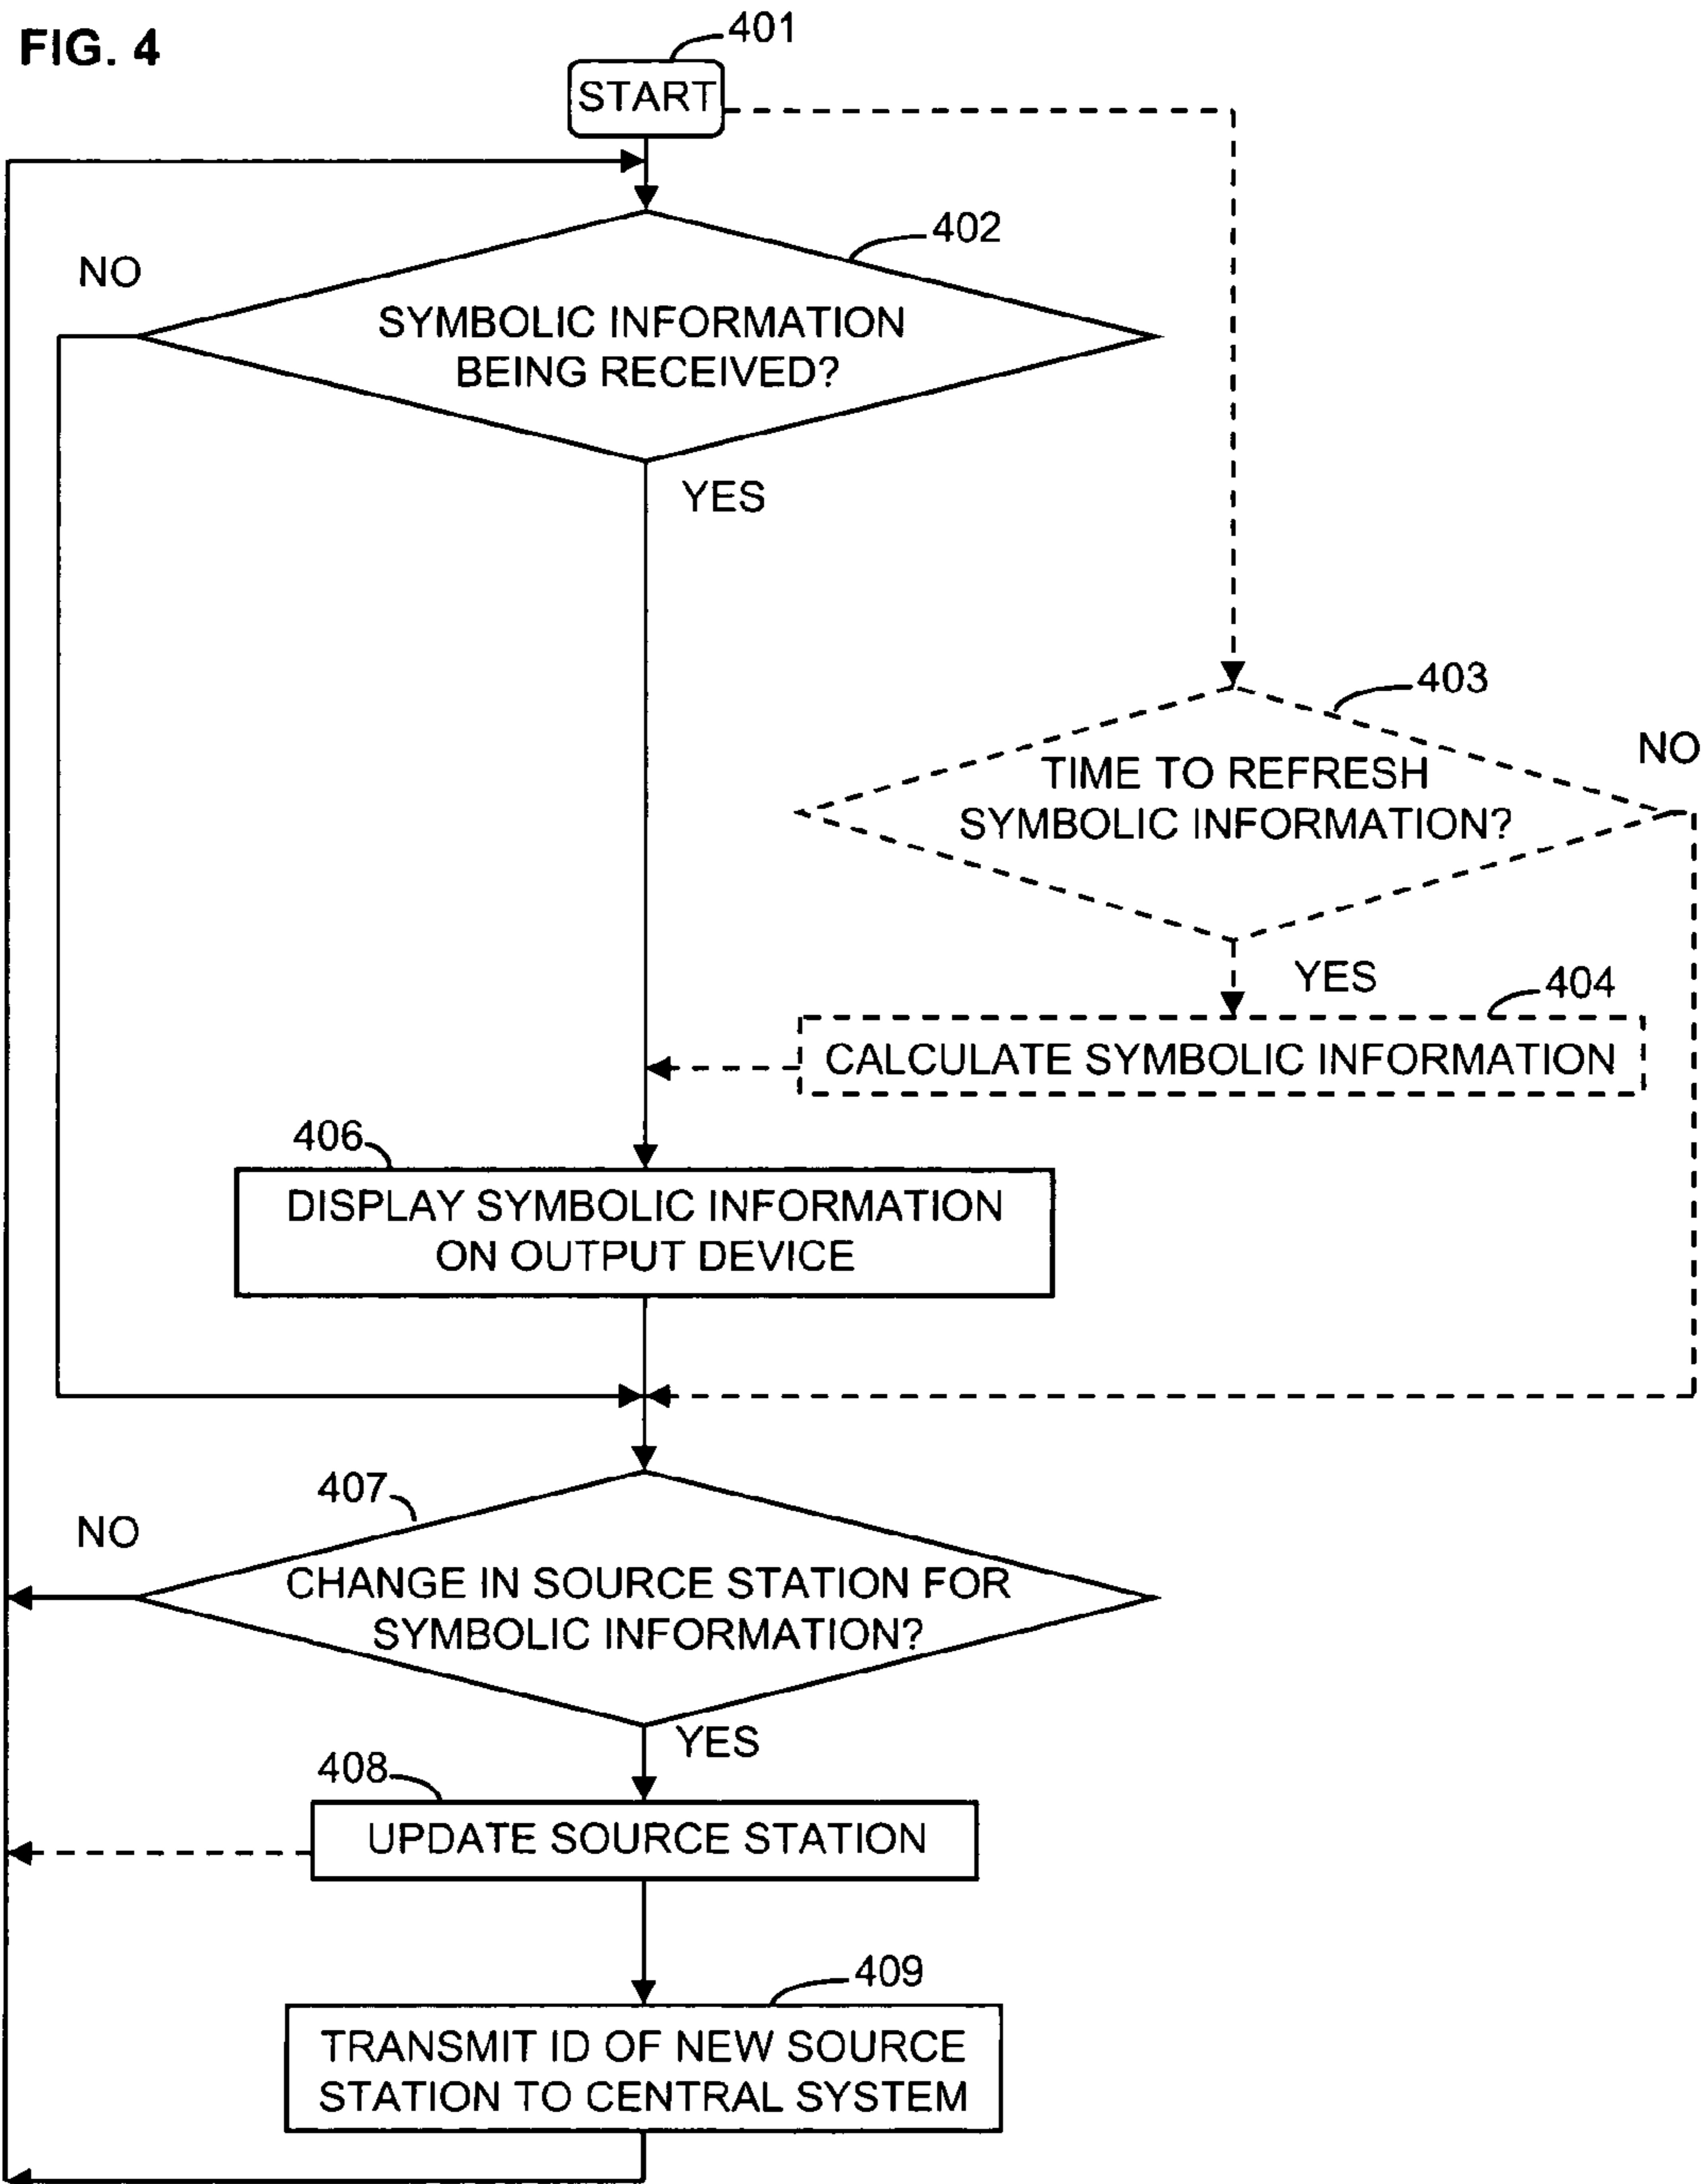 FIG. 4
401
START
402
NO
SYMBOLIC INFORMATION
BEING RECEIVED?
YES
403
NO
TIME TO REFRESH
SYMBOLIC INFORMATION?
YES
404
CALCULATE SYMBOLIC INFORMATION
406
DISPLAY SYMBOLIC INFORMATION
ON OUTPUT DEVICE
407
NO
CHANGE IN SOURCE STATION FOR
SYMBOLIC INFORMATION?
YES
408
UPDATE SOURCE STATION
409
TRANSMIT ID OF NEW SOURCE
STATION TO CENTRAL SYSTEM